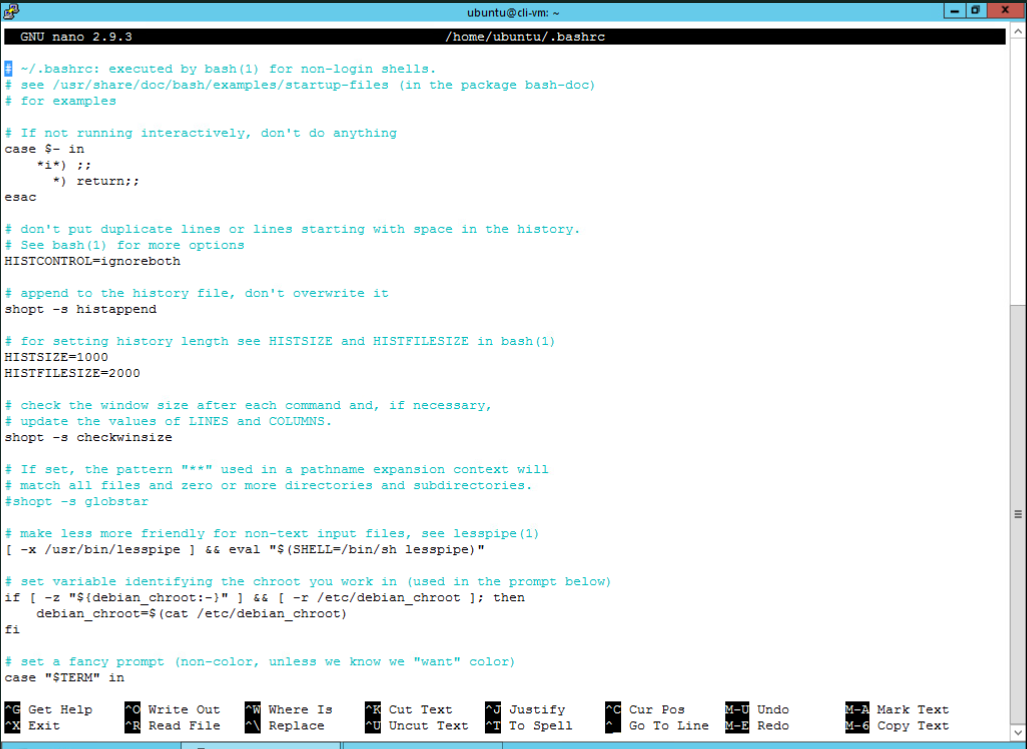 ubuntu@cli-vm: ~
GNU nano 2.9.3 /home/ubuntu/.bashrc
# ~/.bashrc: executed by bash(1) for non-login shells.
# see /usr/share/doc/bash/examples/startup-files (in the package bash-doc)
# for examples

# If not running interactively, don't do anything
case $- in
    *i*) ;;
      *) return;;
esac

# don't put duplicate lines or lines starting with space in the history.
# See bash(1) for more options
HISTCONTROL=ignoreboth

# append to the history file, don't overwrite it
shopt -s histappend

# for setting history length see HISTSIZE and HISTFILESIZE in bash(1)
HISTSIZE=1000
HISTFILESIZE=2000

# check the window size after each command and, if necessary,
# update the values of LINES and COLUMNS.
shopt -s checkwinsize

# If set, the pattern "**" used in a pathname expansion context will
# match all files and zero or more directories and subdirectories.
#shopt -s globstar

# make less more friendly for non-text input files, see lesspipe(1)
[ -x /usr/bin/lesspipe ] && eval "$(SHELL=/bin/sh lesspipe)"

# set variable identifying the chroot you work in (used in the prompt below)
if [ -z "${debian_chroot:-}" ] && [ -r /etc/debian_chroot ]; then
    debian_chroot=$(cat /etc/debian_chroot)
fi

# set a fancy prompt (non-color, unless we know we "want" color)
case "$TERM" in

^G Get Help ^O Write Out ^W Where Is ^K Cut Text ^J Justify ^C Cur Pos M-U Undo M-A Mark Text
^X Exit ^R Read File ^\ Replace ^U Uncut Text ^T To Spell ^_ Go To Line M-E Redo M-6 Copy Text